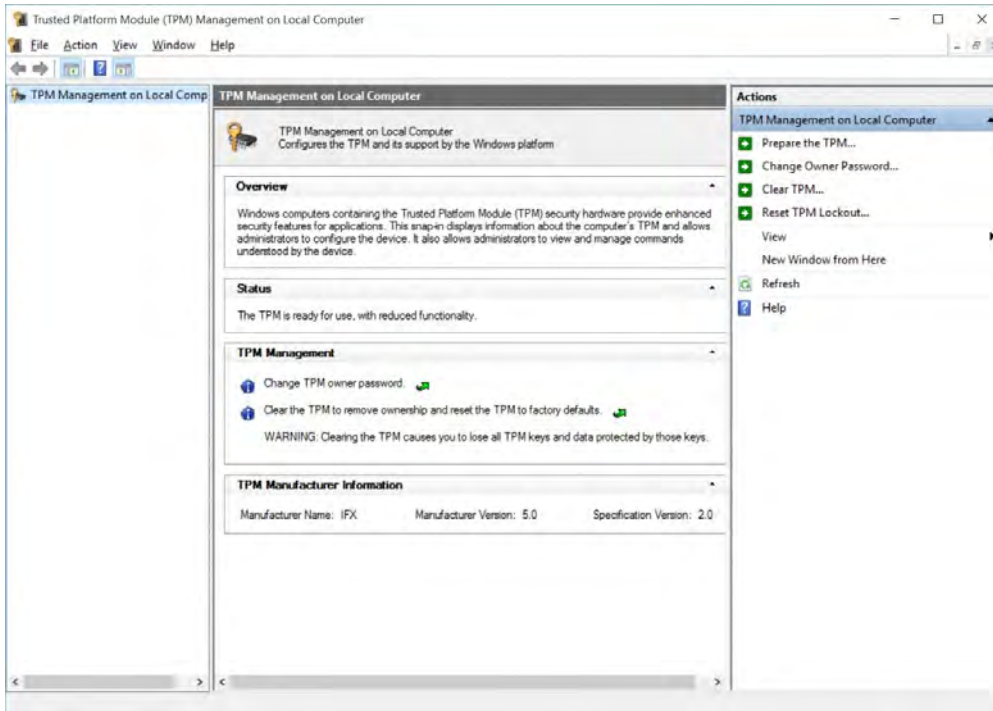 Trusted Platform Module (TPM) Management on Local Computer
File Action View Window Help
TPM Management on Local Comp
TPM Management on Local Computer
TPM Management on Local Computer
Configures the TPM and its support by the Windows platform
Overview
Windows computers containing the Trusted Platform Module (TPM) security hardware provide enhanced
security features for applications. This snap-in displays information about the computer's TPM and allows
administrators to configure the device. It also allows administrators to view and manage commands
understood by the device.
Status
The TPM is ready for use, with reduced functionality.
TPM Management
Change TPM owner password.
Clear the TPM to remove ownership and reset the TPM to factory defaults.
WARNING: Clearing the TPM causes you to lose all TPM keys and data protected by those keys.
TPM Manufacturer Information
Manufacturer Name: IFX Manufacturer Version: 5.0 Specification Version: 2.0
Actions
TPM Management on Local Computer
Prepare the TPM...
Change Owner Password...
Clear TPM...
Reset TPM Lockout...
View
New Window from Here
Refresh
Help